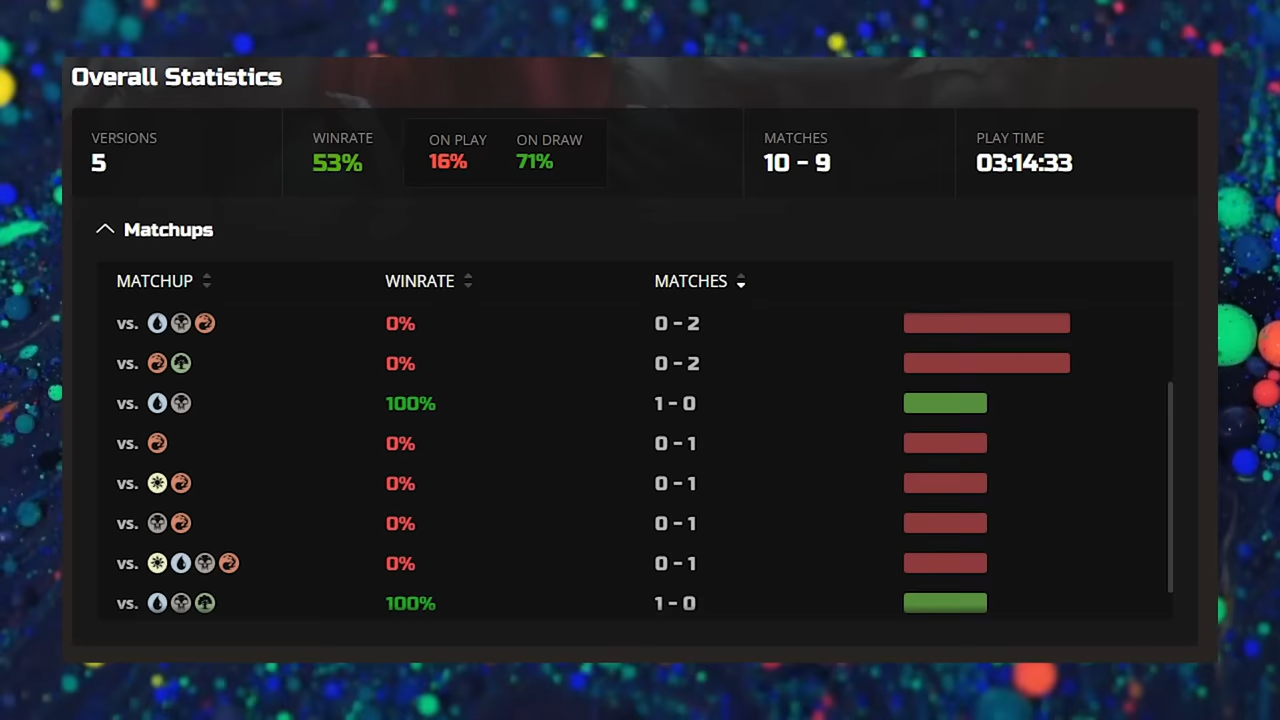 Overall Statistics
VERSIONS WINRATE ON PLAY ON DRAW MATCHES PLAY TIME
5 53% 16% 71% 10 - 9 03:14:33
Matchups
MATCHUP WINRATE MATCHES
vs. 0% 0 - 2
vs. 0% 0 - 2
vs. 100% 1 - 0
vs. 0% 0 - 1
vs. 0% 0 - 1
vs. 0% 0 - 1
vs. 0% 0 - 1
vs. 100% 1 - 0